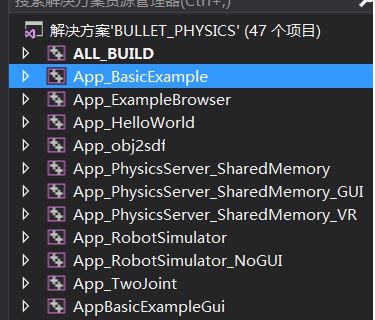 搜索解决方案资源管理器(Ctrl+;)
解决方案'BULLET_PHYSICS' (47 个项目)
ALL_BUILD
App_BasicExample
App_ExampleBrowser
App_HelloWorld
App_obj2sdf
App_PhysicsServer_SharedMemory
App_PhysicsServer_SharedMemory_GUI
App_PhysicsServer_SharedMemory_VR
App_RobotSimulator
App_RobotSimulator_NoGUI
App_TwoJoint
AppBasicExampleGui